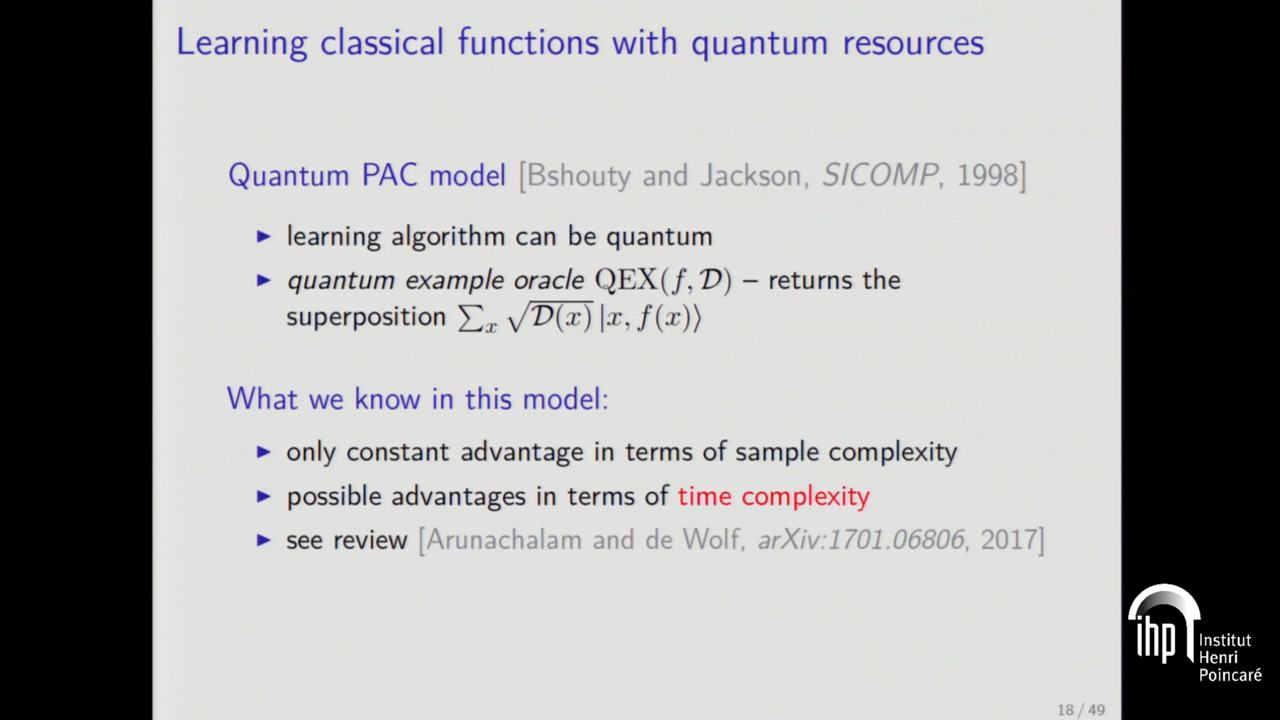 Learning classical functions with quantum resources
Quantum PAC model [Bshouty and Jackson, SICOMP, 1998]
▶ learning algorithm can be quantum
▶ quantum example oracle QEX(f, 𝒟) – returns the
superposition ∑ₓ √𝒟(x) |x, f(x)⟩
What we know in this model:
▶ only constant advantage in terms of sample complexity
▶ possible advantages in terms of time complexity
▶ see review [Arunachalam and de Wolf, arXiv:1701.06806, 2017]
ihp
Institut
Henri
Poincaré
18 / 49